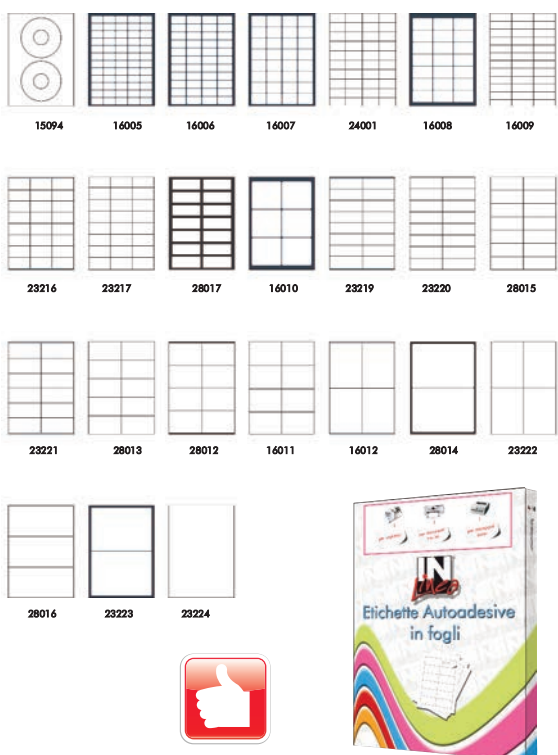 15094 16005 16006 16007 24001 16008 16009
23216 23217 28017 16010 23219 23220 28015
23221 28013 28012 16011 16012 28014 23222
28016 23223 23224
IN
linea
Etichette Autoadesive
in fogli